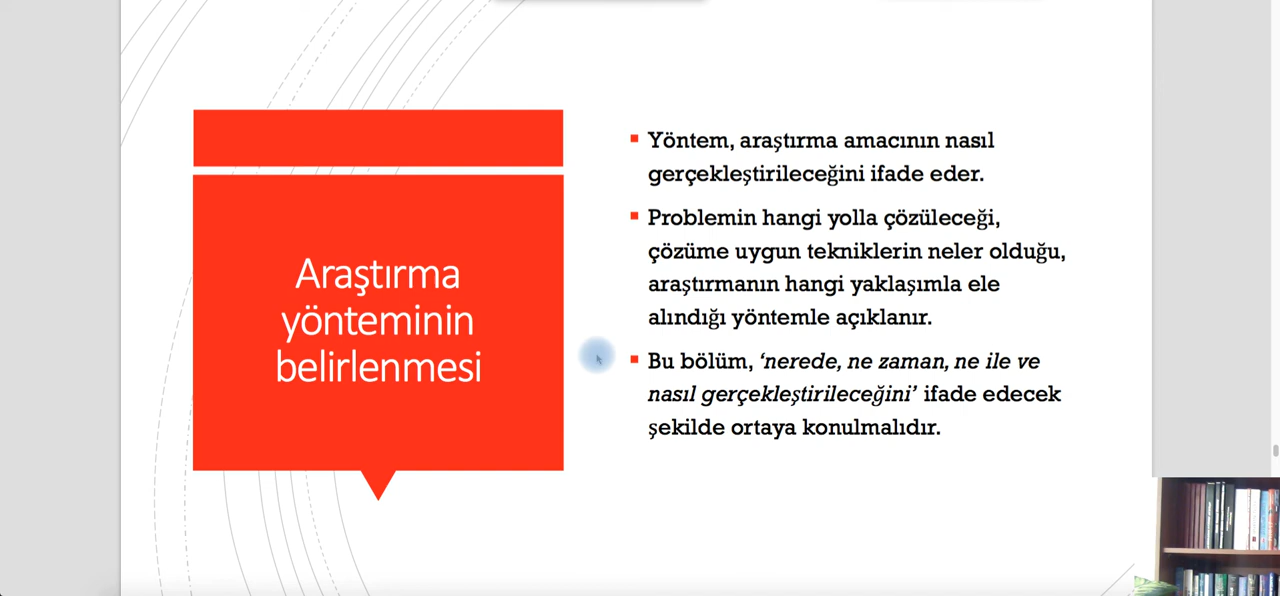 Araştırma
yönteminin
belirlenmesi
▪ Yöntem, araştırma amacının nasıl
gerçekleştirileceğini ifade eder.
▪ Problemin hangi yolla çözüleceği,
çözüme uygun tekniklerin neler olduğu,
araştırmanın hangi yaklaşımla ele
alındığı yöntemle açıklanır.
▪ Bu bölüm, ‘nerede, ne zaman, ne ile ve
nasıl gerçekleştirileceğini’ ifade edecek
şekilde ortaya konulmalıdır.